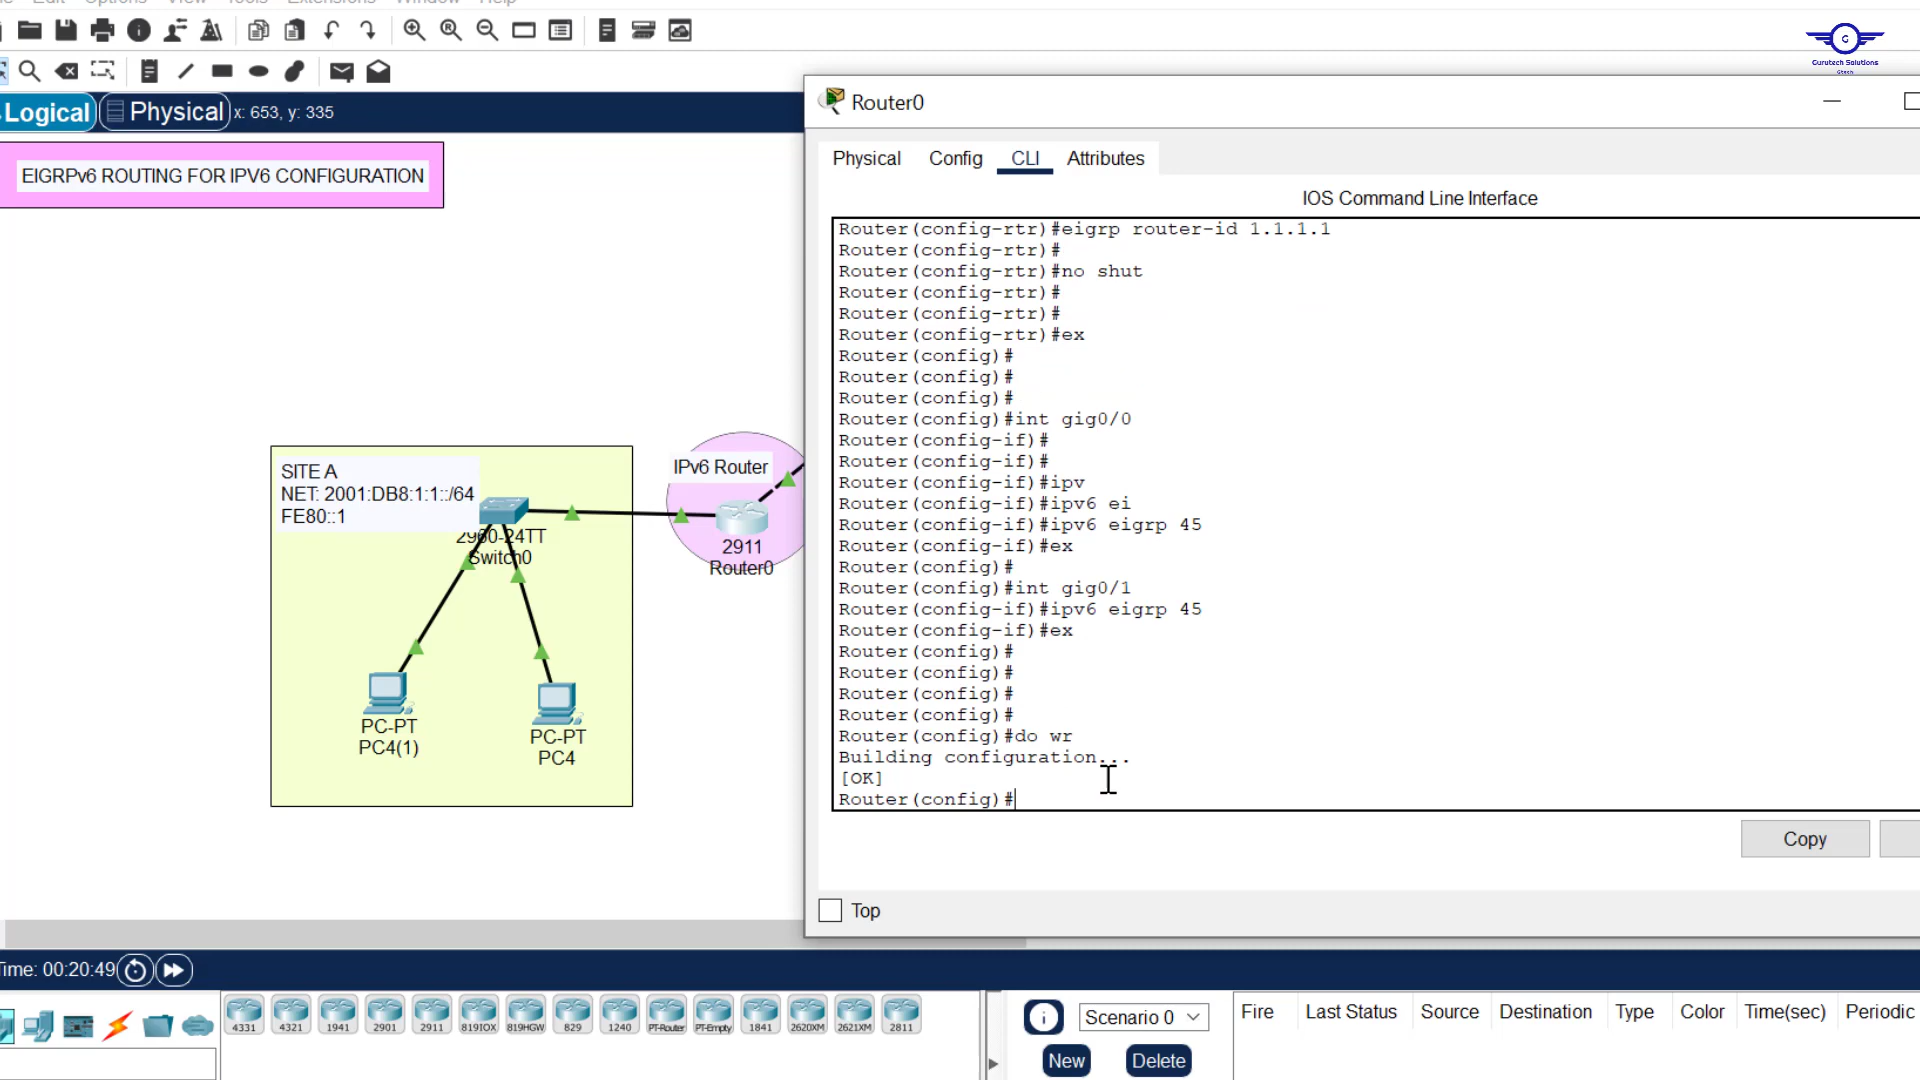 Options
View
Tools
Extensions
Window
Help
G
Gurutech Solutions
Gtech
Logical
Physical
x: 653, y: 335
EIGRPv6 ROUTING FOR IPV6 CONFIGURATION
SITE A
NET: 2001:DB8:1:1::/64
FE80::1
2960-24TT
Switch0
IPv6 Router
2911
Router0
PC-PT
PC4(1)
PC-PT
PC4
Router0
Physical
Config
CLI
Attributes
IOS Command Line Interface
Router(config-rtr)#eigrp router-id 1.1.1.1
Router(config-rtr)#
Router(config-rtr)#no shut
Router(config-rtr)#
Router(config-rtr)#
Router(config-rtr)#ex
Router(config)#
Router(config)#
Router(config)#
Router(config)#int gig0/0
Router(config-if)#
Router(config-if)#
Router(config-if)#ipv
Router(config-if)#ipv6 ei
Router(config-if)#ipv6 eigrp 45
Router(config-if)#ex
Router(config)#
Router(config)#int gig0/1
Router(config-if)#ipv6 eigrp 45
Router(config-if)#ex
Router(config)#
Router(config)#
Router(config)#
Router(config)#
Router(config)#do wr
Building configuration...
[OK]
Router(config)#
Copy
Top
Time: 00:20:49
4331
4321
1941
2901
2911
819IOX
819HGW
829
1240
PT-Router
PT-Empty
1841
2620XM
2621XM
2811
Scenario 0
New
Delete
Fire
Last Status
Source
Destination
Type
Color
Time(sec)
Periodic